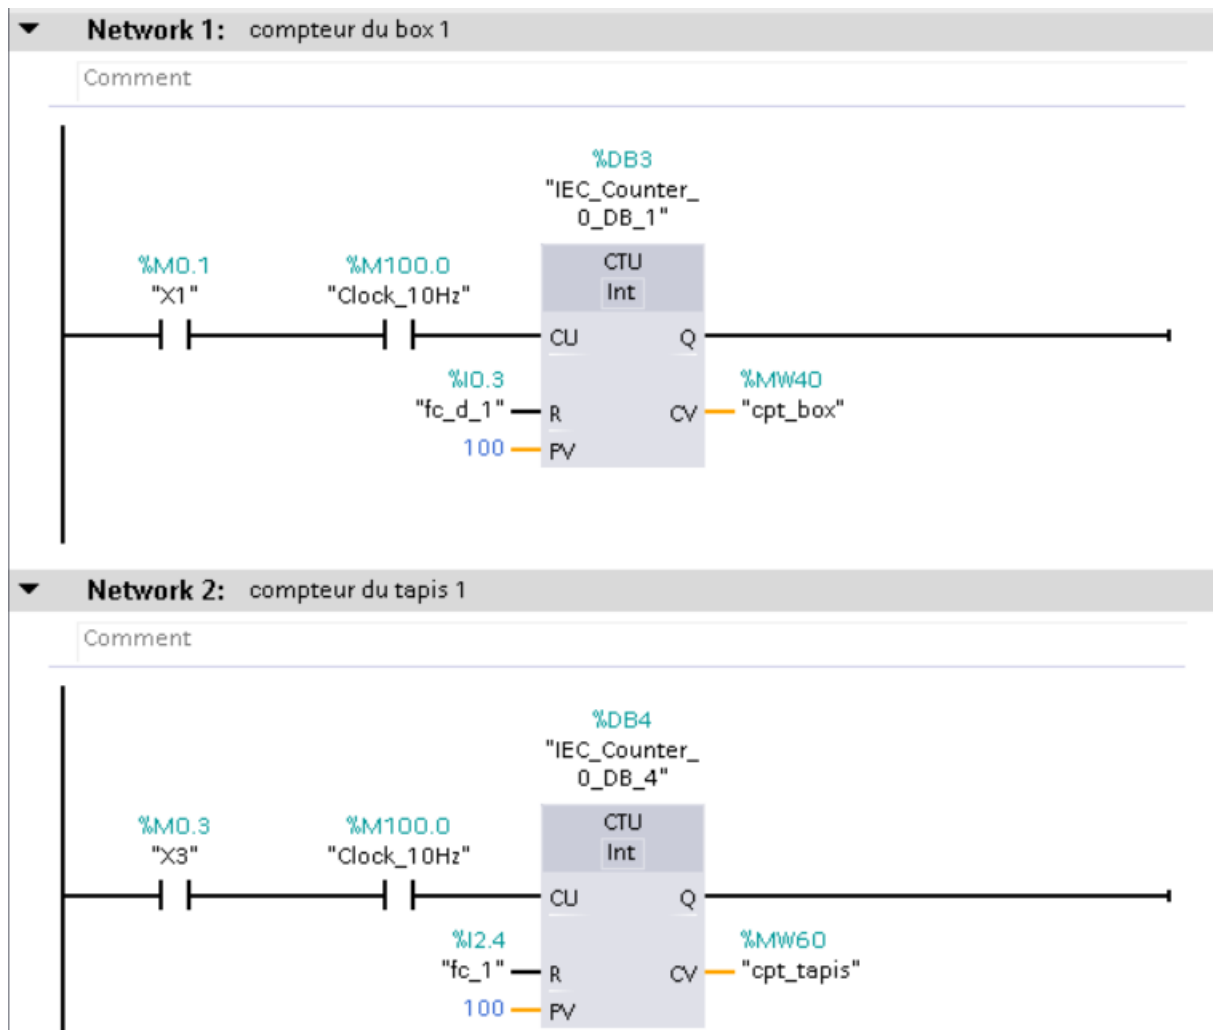 Network 1: compteur du box 1
Comment
%DB3
"IEC_Counter_
0_DB_1"
%M0.1
"X1"
%M100.0
"Clock_10Hz"
CTU
Int
CU
Q
%I0.3
"fc_d_1"
R
CV
%MW40
"cpt_box"
100
PV
Network 2: compteur du tapis 1
Comment
%DB4
"IEC_Counter_
0_DB_4"
%M0.3
"X3"
%M100.0
"Clock_10Hz"
CTU
Int
CU
Q
%I2.4
"fc_1"
R
CV
%MW60
"cpt_tapis"
100
PV